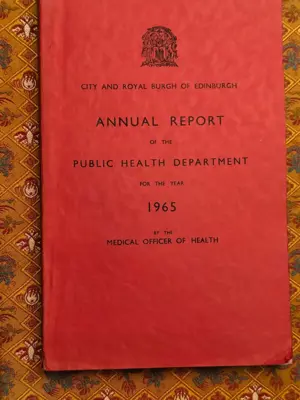 CITY AND ROYAL BURGH OF EDINBURGH
ANNUAL REPORT
OF THE
PUBLIC HEALTH DEPARTMENT
FOR THE YEAR
1965
BY THE
MEDICAL OFFICER OF HEALTH